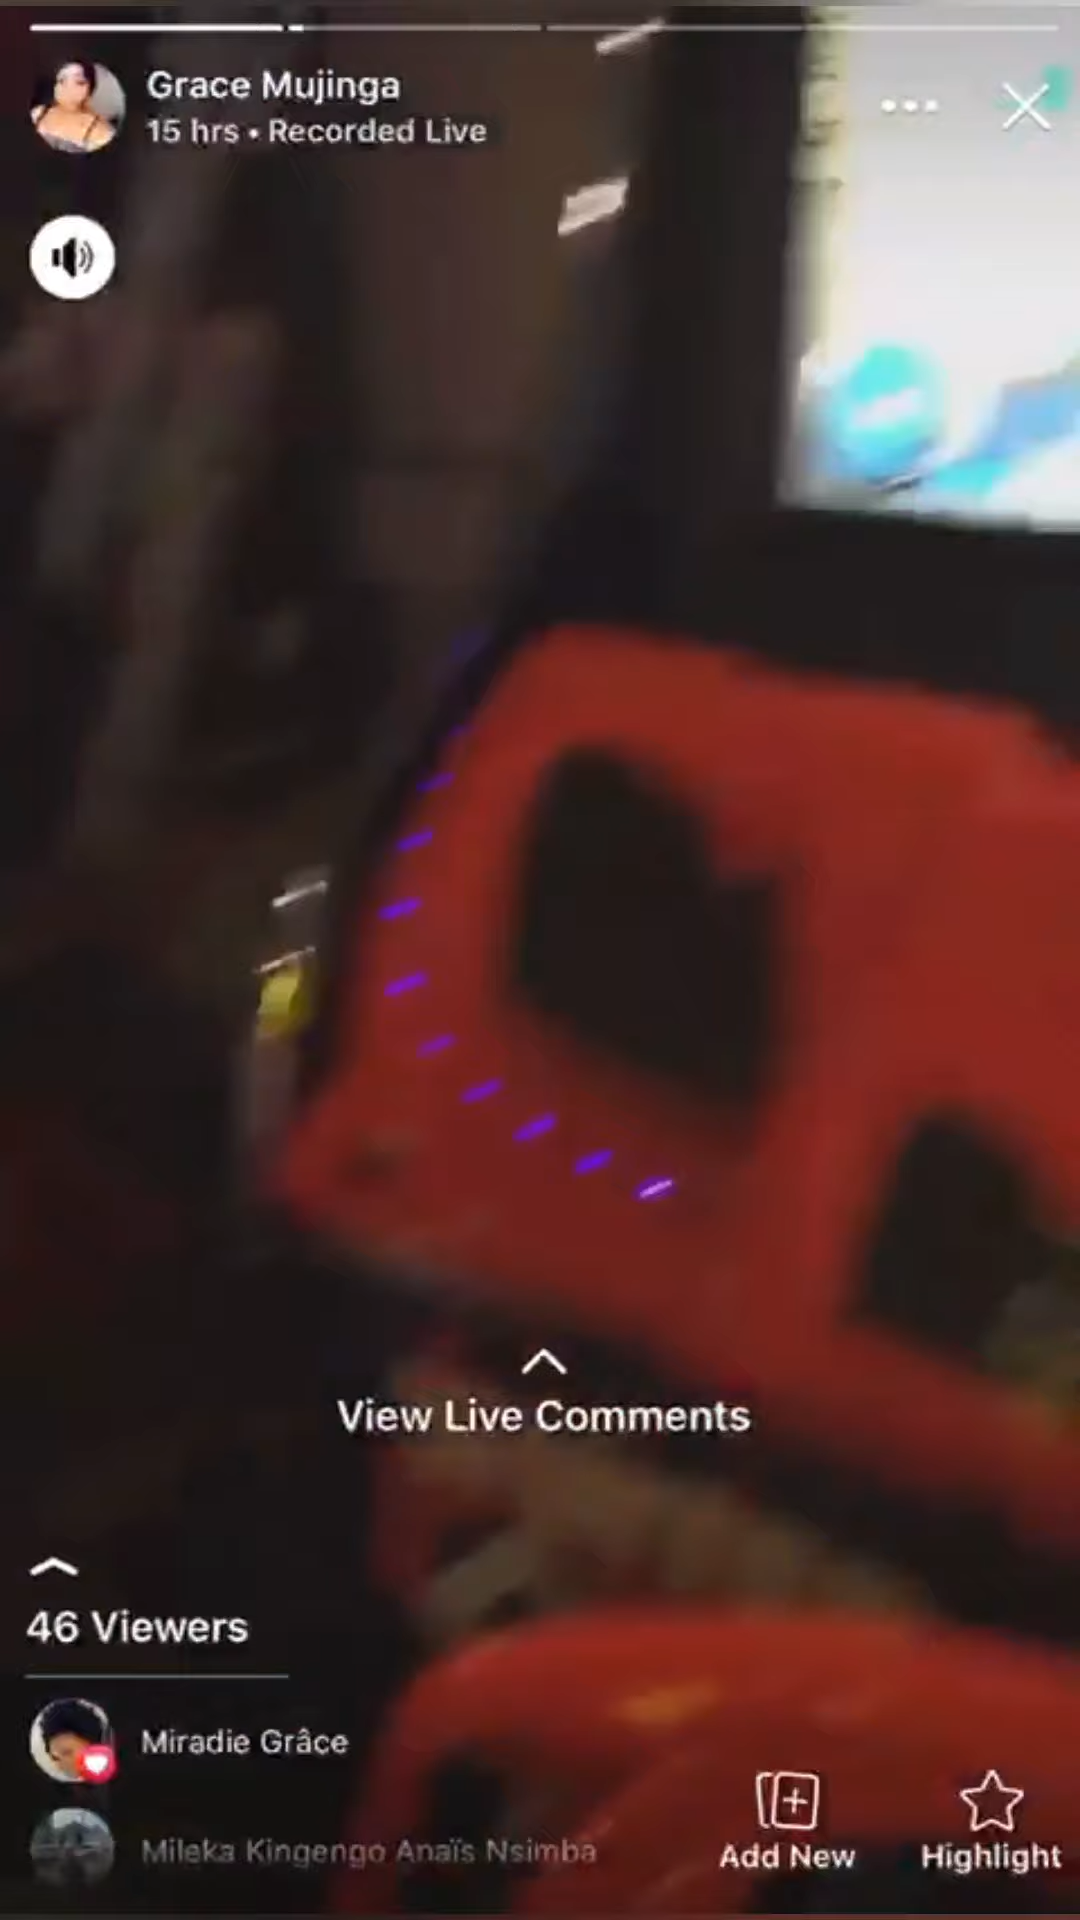 Grace Mujinga
15 hrs • Recorded Live
View Live Comments
46 Viewers
Miradie Grâce
Mileka Kingengo Anaïs Nsimba
Add New
Highlight